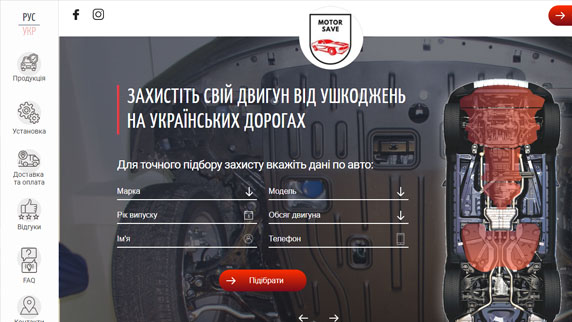 РУС
УКР
Продукція
Установка
Доставка
та оплата
Відгуки
FAQ
Контакти
MOTOR
SAVE
ЗАХИСТІТЬ СВІЙ ДВИГУН ВІД УШКОДЖЕНЬ
НА УКРАЇНСЬКИХ ДОРОГАХ
Для точного підбору захисту вкажіть дані по авто:
Марка
Модель
Рік випуску
Обсяг двигуна
Ім'я
Телефон
Підібрати